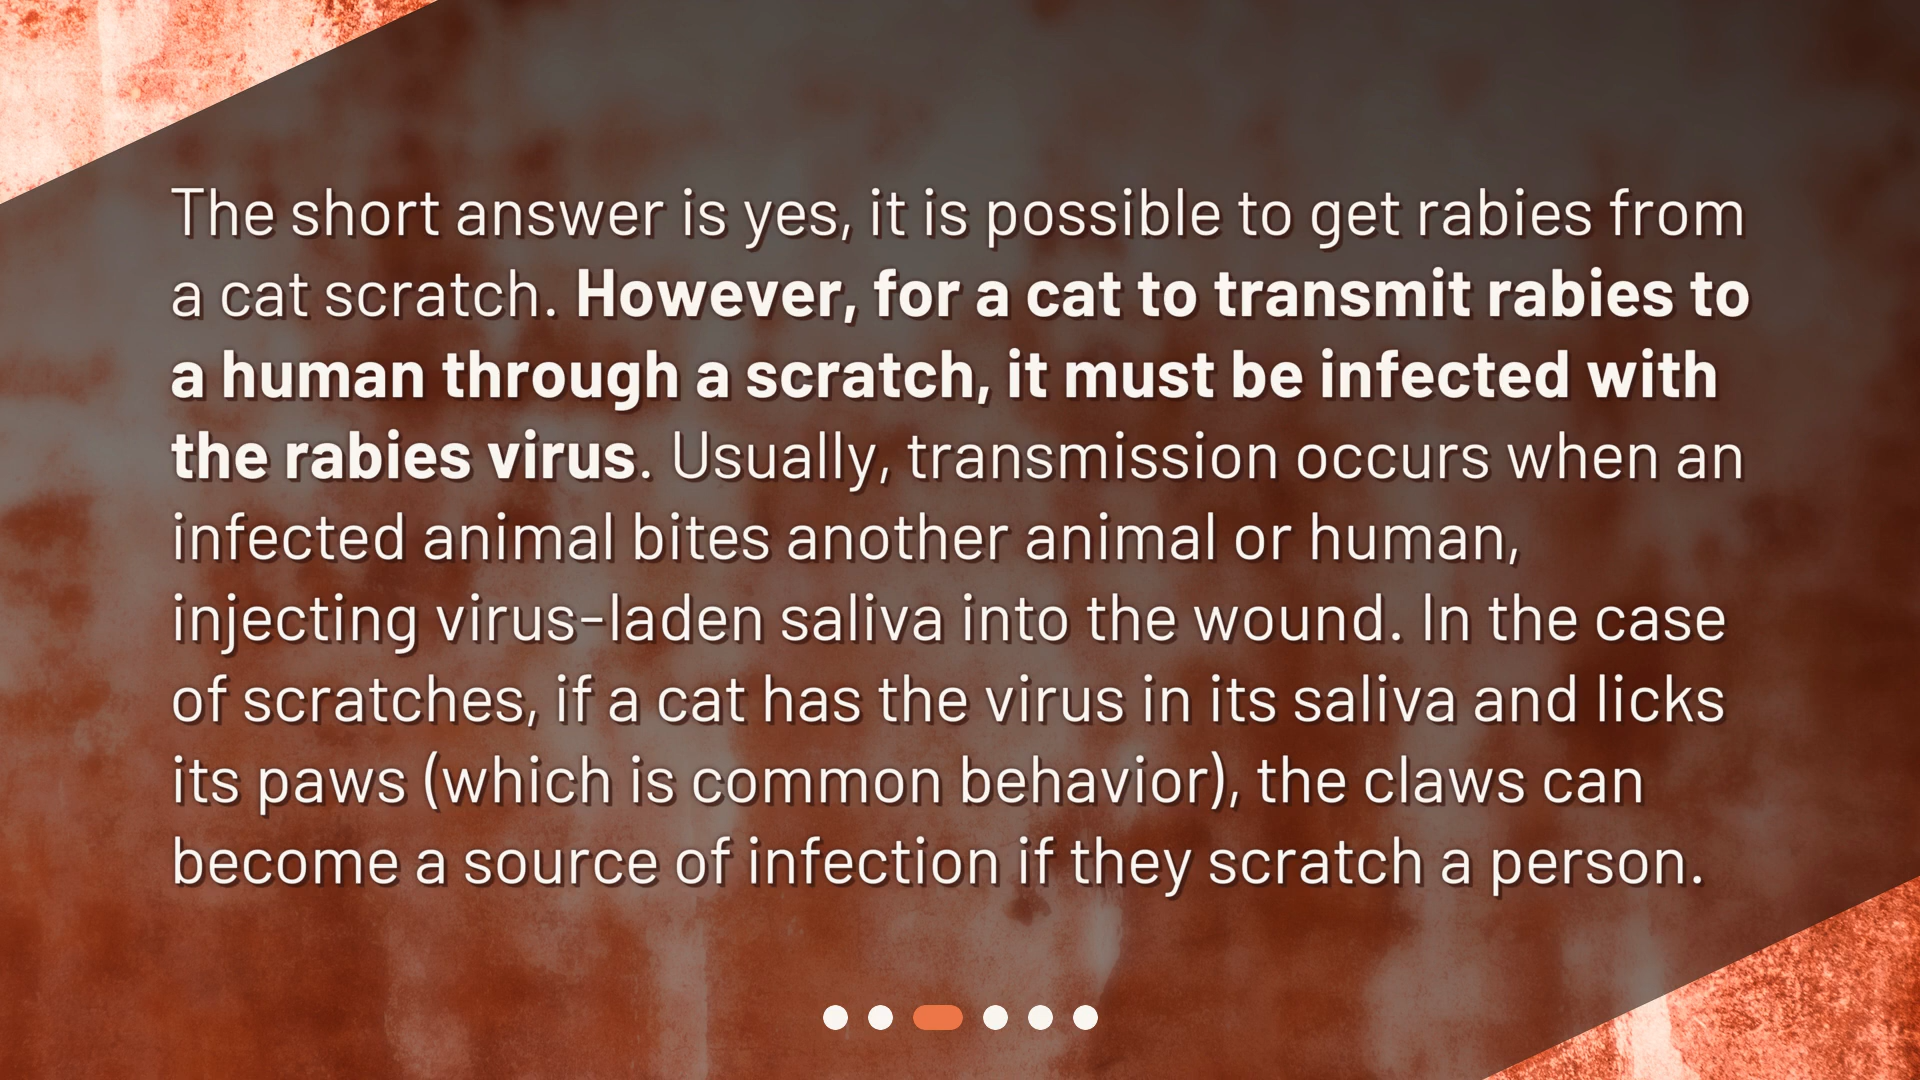 The short answer is yes, it is possible to get rabies from
a cat scratch. However, for a cat to transmit rabies to
a human through a scratch, it must be infected with
the rabies virus. Usually, transmission occurs when an
infected animal bites another animal or human,
injecting virus-laden saliva into the wound. In the case
of scratches, if a cat has the virus in its saliva and licks
its paws (which is common behavior), the claws can
become a source of infection if they scratch a person.